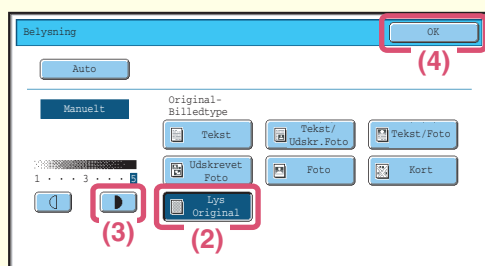 Belysning
OK
(4)
Auto
Manuelt
Original-
Billedtype
Tekst
Tekst/
Udskr.Foto
Tekst/Foto
Udskrevet
Foto
Foto
Kort
1 · · · 3 · · · 5
Lys
Original
(3)
(2)